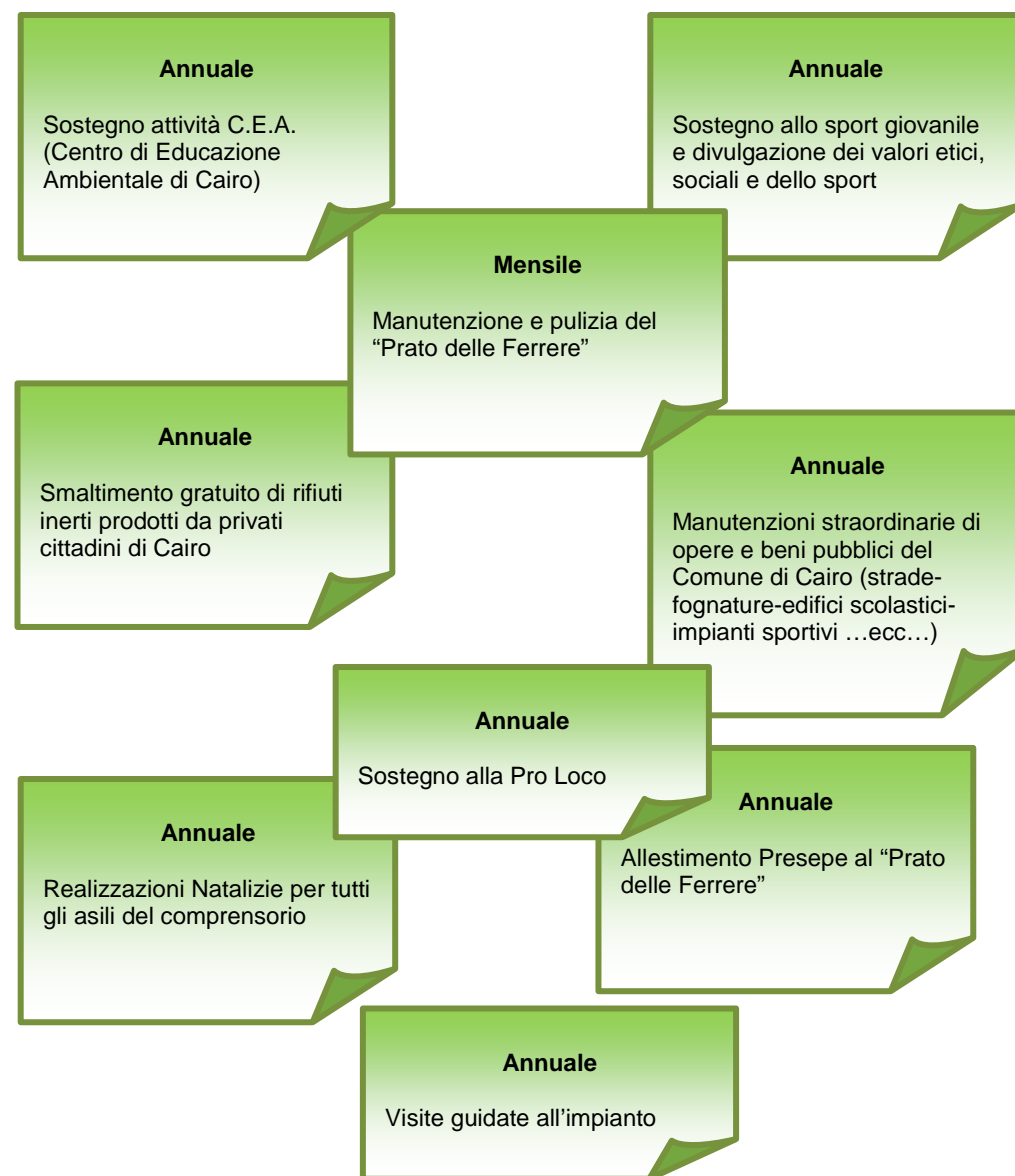 Annuale
Sostegno attività C.E.A.
(Centro di Educazione
Ambientale di Cairo)
Annuale
Sostegno allo sport giovanile
e divulgazione dei valori etici,
sociali e dello sport
Mensile
Manutenzione e pulizia del
“Prato delle Ferrere”
Annuale
Smaltimento gratuito di rifiuti
inerti prodotti da privati
cittadini di Cairo
Annuale
Manutenzioni straordinarie di
opere e beni pubblici del
Comune di Cairo (strade-
fognature-edifici scolastici-
impianti sportivi …ecc…)
Annuale
Sostegno alla Pro Loco
Annuale
Realizzazioni Natalizie per tutti
gli asili del comprensorio
Annuale
Allestimento Presepe al “Prato
delle Ferrere”
Annuale
Visite guidate all’impianto